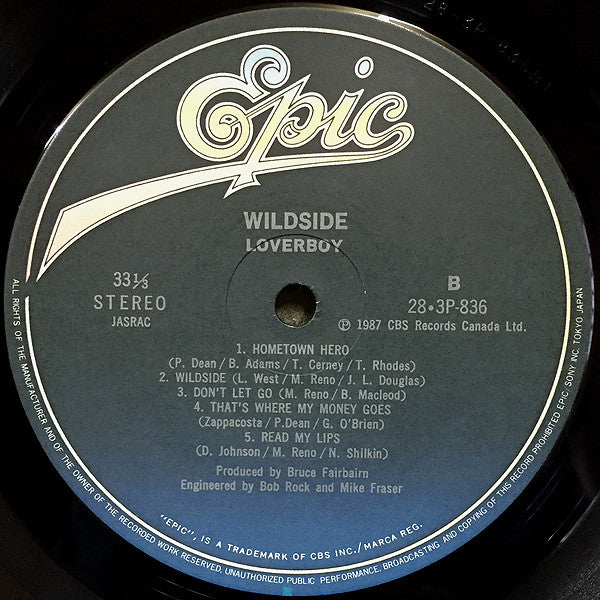 Epic
WILDSIDE
LOVERBOY
33⅓
STEREO
JASRAC
B
28•3P-836
℗ 1987 CBS Records Canada Ltd.
1. HOMETOWN HERO
(P. Dean/B. Adams/T. Cerney/T. Rhodes)
2. WILDSIDE (L. West/M. Reno/J. L. Douglas)
3. DON'T LET GO (M. Reno/B. Macleod)
4. THAT'S WHERE MY MONEY GOES
(Zappacosta/P.Dean/G. O'Brien)
5. READ MY LIPS
(D. Johnson/M. Reno/N. Shilkin)
Produced by Bruce Fairbairn
Engineered by Bob Rock and Mike Fraser
"EPIC", IS A TRADEMARK OF CBS INC./MARCA REG.
ALL RIGHTS OF THE MANUFACTURER AND OF THE OWNER OF THE RECORDED WORK RESERVED. UNAUTHORIZED PUBLIC PERFORMANCE, BROADCASTING AND COPYING OF THIS RECORD PROHIBITED EPIC, SONY INC. TOKYO JAPAN